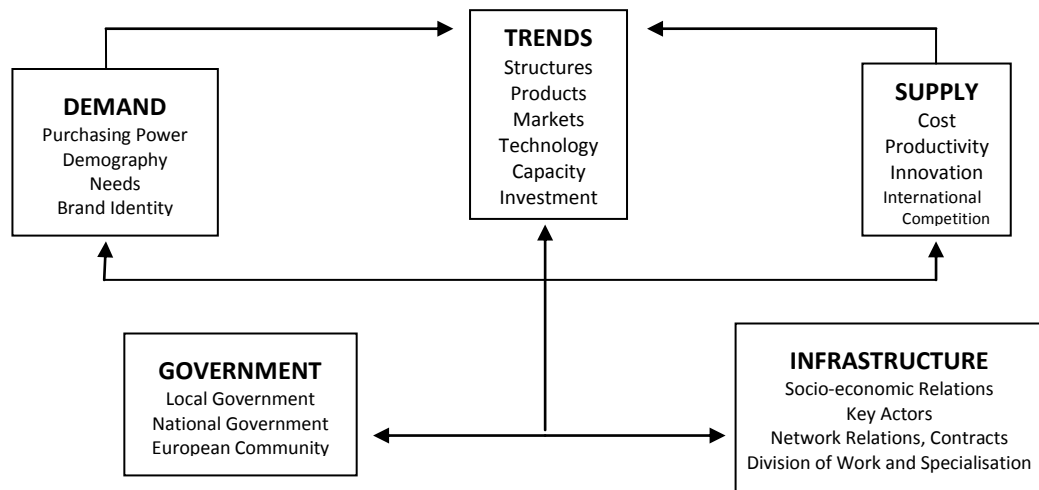 TRENDS
Structures
Products
Markets
Technology
Capacity
Investment
DEMAND
Purchasing Power
Demography
Needs
Brand Identity
SUPPLY
Cost
Productivity
Innovation
International
Competition
GOVERNMENT
Local Government
National Government
European Community
INFRASTRUCTURE
Socio-economic Relations
Key Actors
Network Relations, Contracts
Division of Work and Specialisation